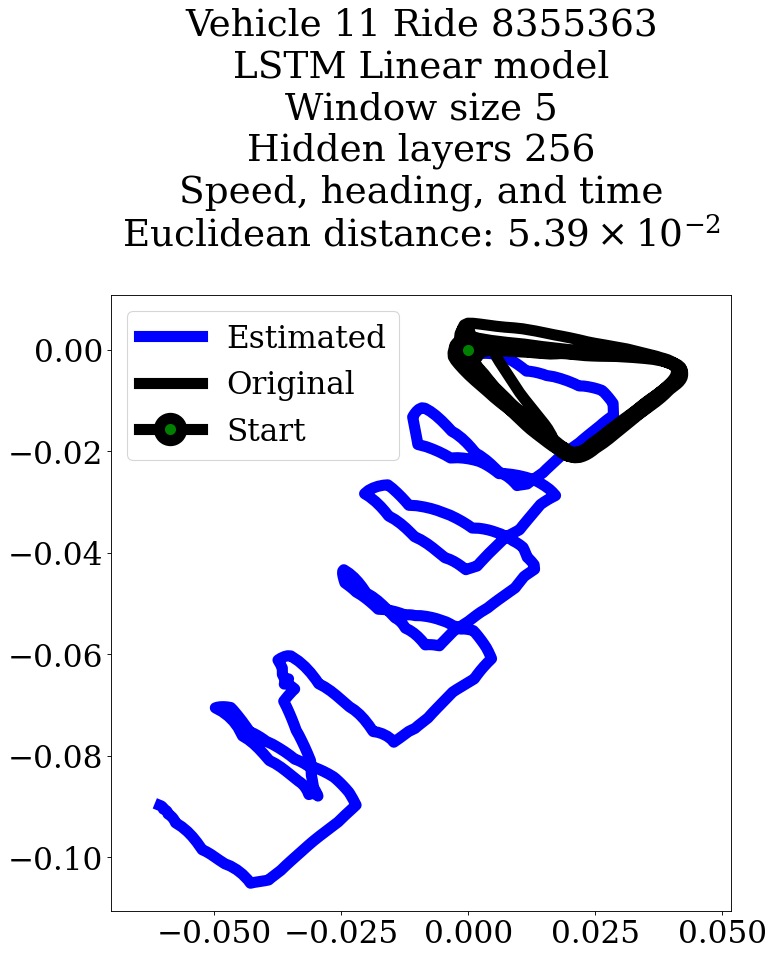 Vehicle 11 Ride 8355363
LSTM Linear model
Window size 5
Hidden layers 256
Speed, heading, and time
Euclidean distance: 5.39 × 10⁻²
Estimated
Original
Start
0.00
−0.02
−0.04
−0.06
−0.08
−0.10
−0.050 −0.025 0.000 0.025 0.050